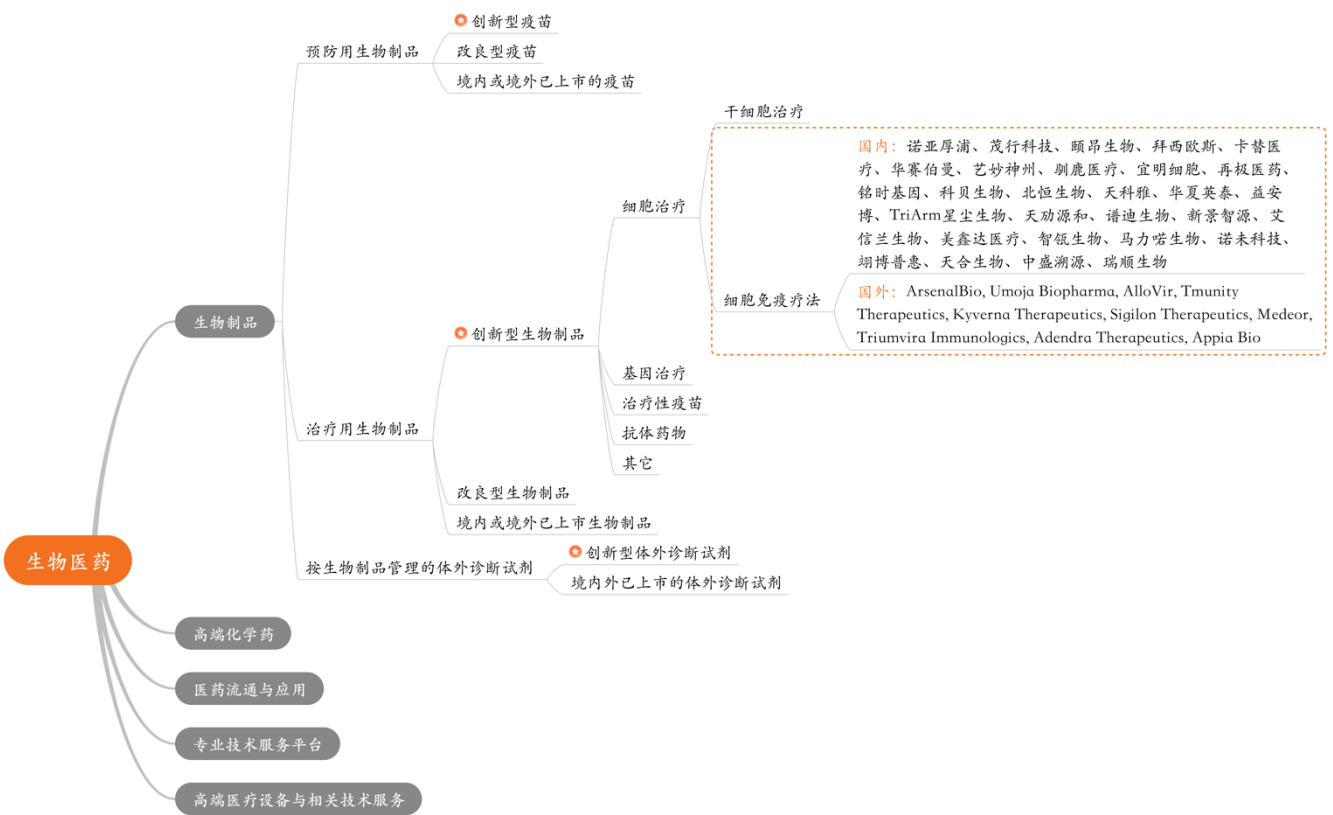 创新型疫苗
预防用生物制品
改良型疫苗
境内或境外已上市的疫苗
干细胞治疗
国内：诺亚厚浦、茂行科技、颐昂生物、拜西欧斯、卡替医
疗、华赛伯曼、艺妙神州、驯鹿医疗、宜明细胞、再极医药、
铭时基因、科贝生物、北恒生物、天科雅、华夏英泰、益安
博、TriArm星尘生物、天劢源和、谱迪生物、新景智源、艾
信兰生物、美鑫达医疗、智瓴生物、马力喏生物、诺未科技、
翊博普惠、天合生物、中盛溯源、瑞顺生物
细胞治疗
细胞免疫疗法
国外：ArsenalBio, Umoja Biopharma, AlloVir, Tmunity
Therapeutics, Kyverna Therapeutics, Sigilon Therapeutics, Medeor,
Triumvira Immunologics, Adendra Therapeutics, Appia Bio
生物制品
创新型生物制品
基因治疗
治疗性疫苗
治疗用生物制品
抗体药物
其它
改良型生物制品
境内或境外已上市生物制品
生物医药
创新型体外诊断试剂
按生物制品管理的体外诊断试剂
境内外已上市的体外诊断试剂
高端化学药
医药流通与应用
专业技术服务平台
高端医疗设备与相关技术服务